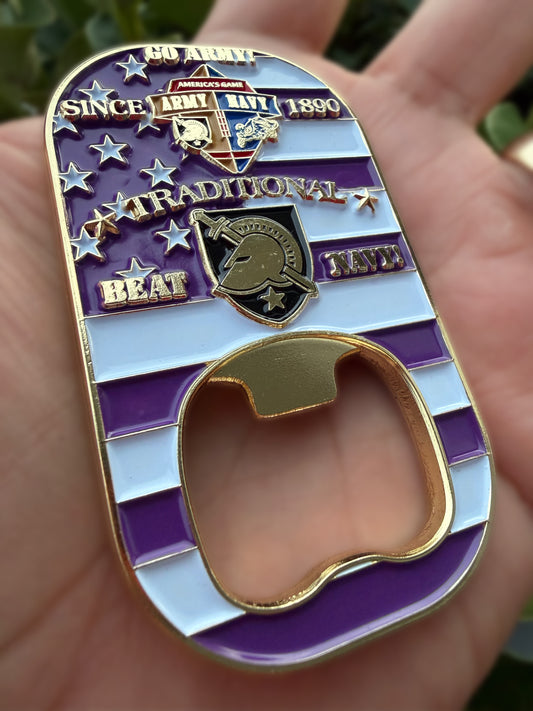 GO ARMY!
AMERICA'S GAME
SINCE ARMY NAVY 1890
TRADITIONAL
BEAT NAVY!